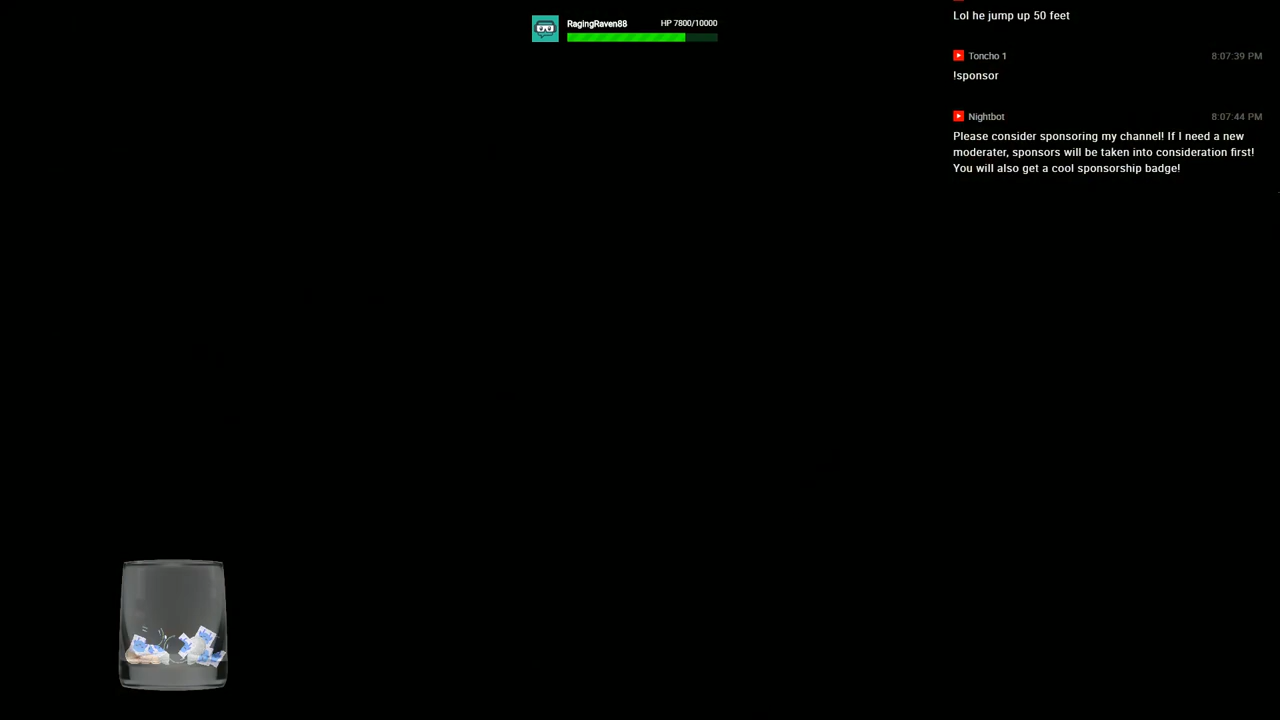 RagingRaven88 HP 7800/10000
Lol he jump up 50 feet
Toncho 1 8:07:39 PM
!sponsor
Nightbot 8:07:44 PM
Please consider sponsoring my channel! If I need a new
moderater, sponsors will be taken into consideration first!
You will also get a cool sponsorship badge!